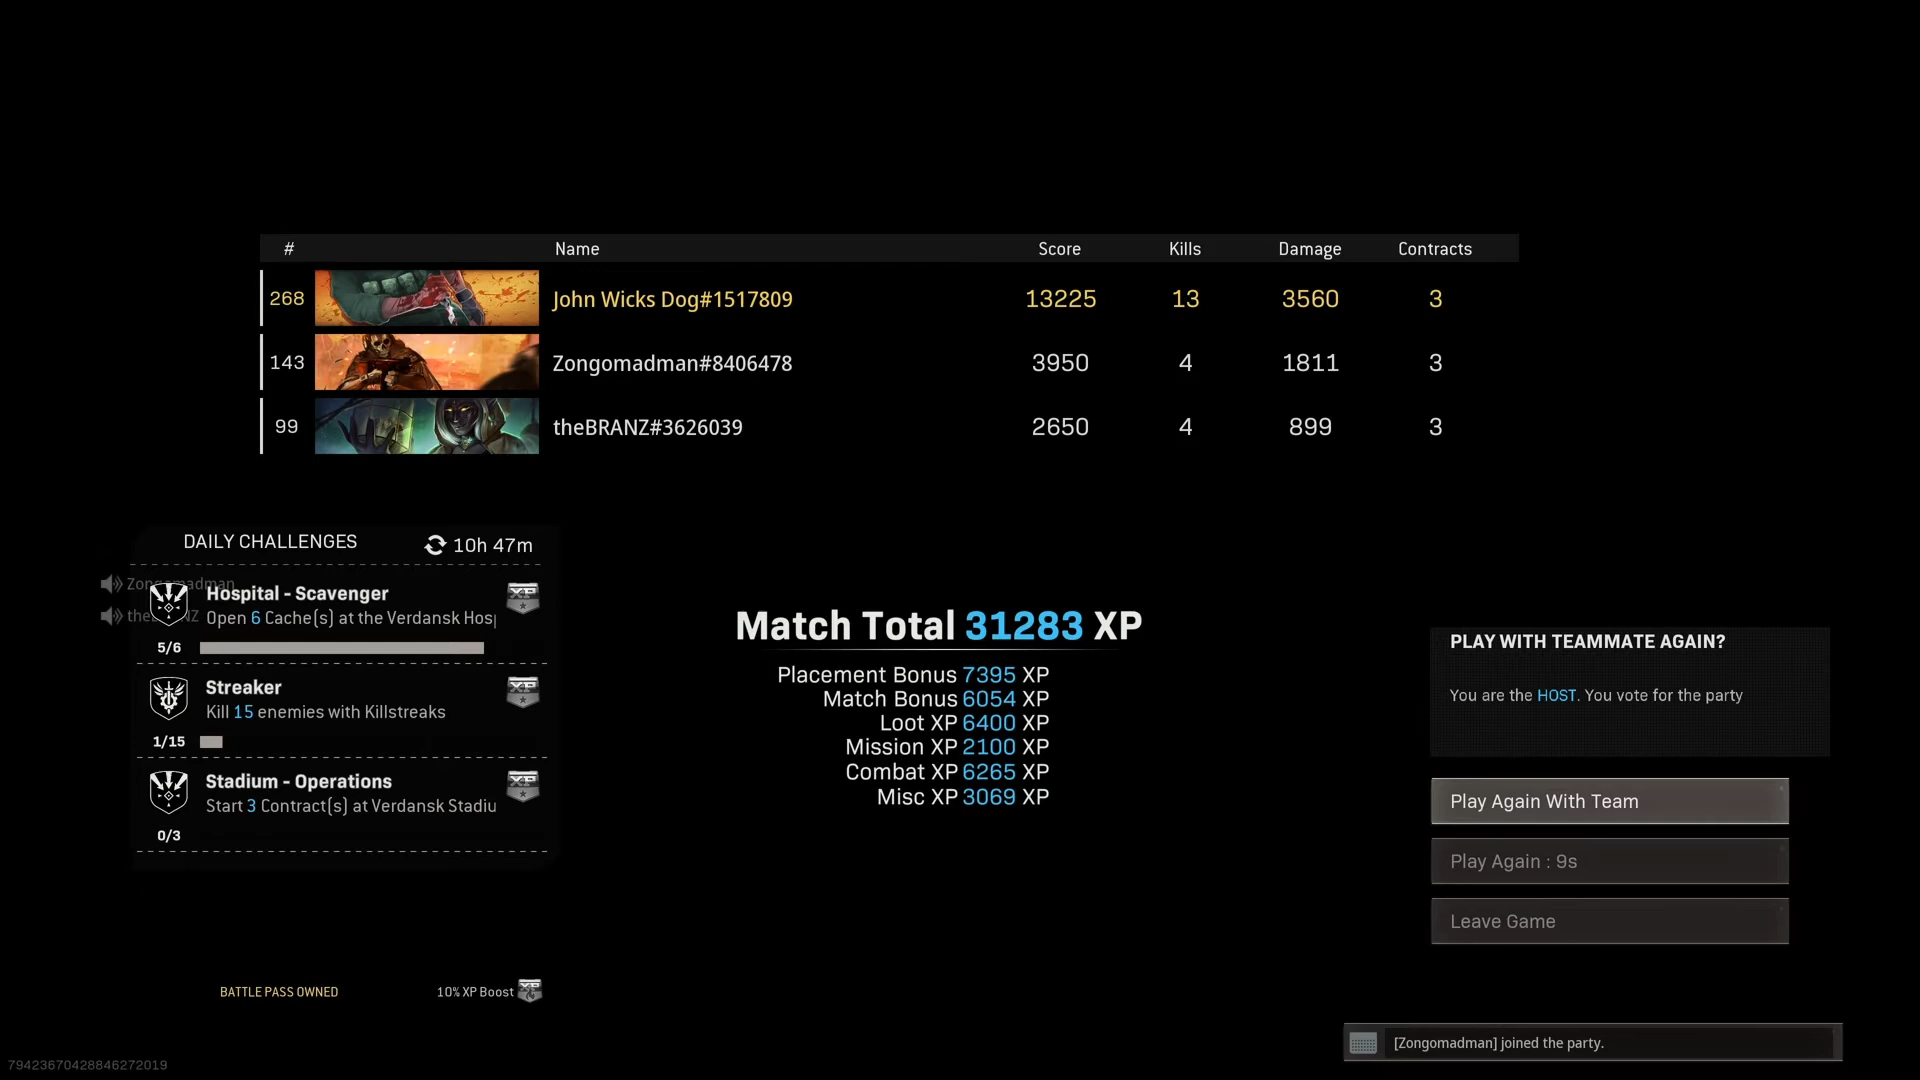 # Name Score Kills Damage Contracts
268 John Wicks Dog#1517809 13225 13 3560 3
143 Zongomadman#8406478 3950 4 1811 3
99 theBRANZ#3626039 2650 4 899 3
DAILY CHALLENGES 10h 47m
Zongomadman
Hospital - Scavenger
Open 6 Cache(s) at the Verdansk Hosp
5/6
Streaker
Kill 15 enemies with Killstreaks
1/15
Stadium - Operations
Start 3 Contract(s) at Verdansk Stadiu
0/3
BATTLE PASS OWNED
10% XP Boost
Match Total 31283 XP
Placement Bonus 7395 XP
Match Bonus 6054 XP
Loot XP 6400 XP
Mission XP 2100 XP
Combat XP 6265 XP
Misc XP 3069 XP
PLAY WITH TEAMMATE AGAIN?
You are the HOST. You vote for the party
Play Again With Team
Play Again : 9s
Leave Game
[Zongomadman] joined the party.
79423670428846272019